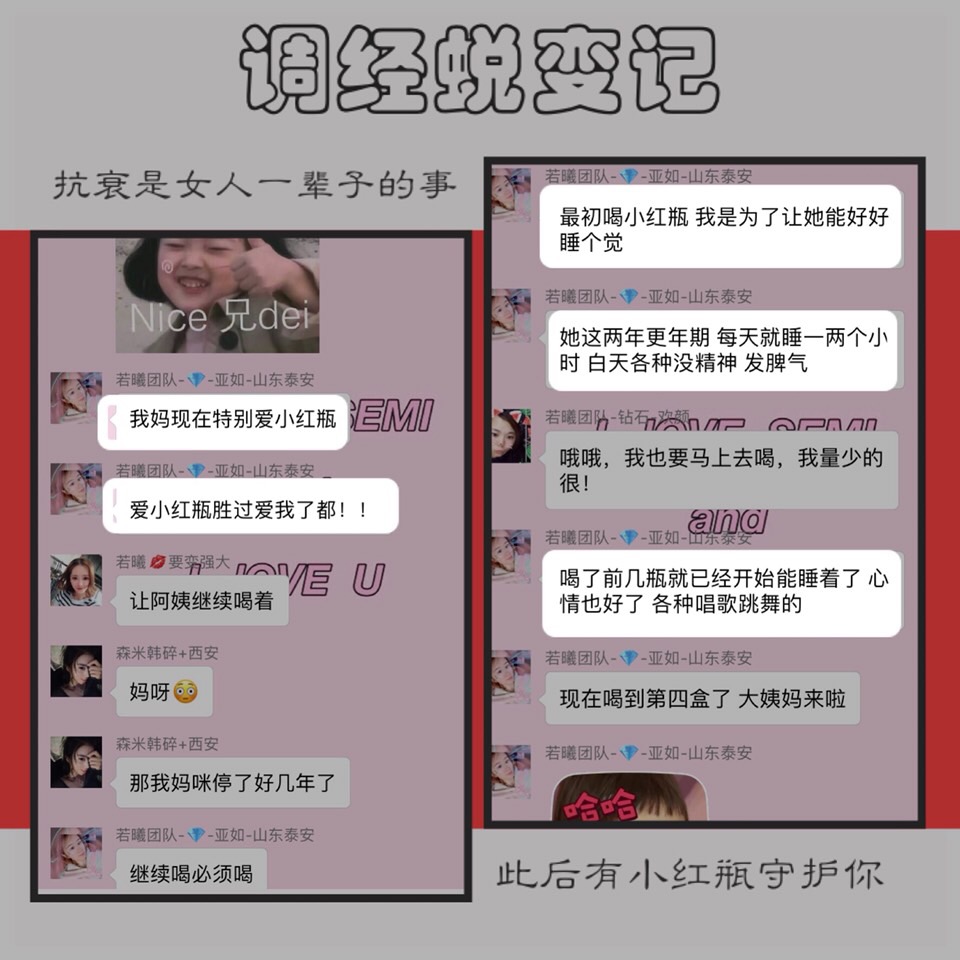 调经蜕变记
抗衰是女人一辈子的事
Nice 兄dei
若曦团队-💎-亚如-山东泰安
我妈现在特别爱小红瓶
SEMI
若曦团队-💎-亚如-山东泰安
爱小红瓶胜过爱我了都！！
若曦💋要变强大
I LOVE U
让阿姨继续喝着
森米韩碎+西安
妈呀😳
森米韩碎+西安
那我妈咪停了好几年了
若曦团队-💎-亚如-山东泰安
继续喝必须喝
若曦团队-💎-亚如-山东泰安
最初喝小红瓶 我是为了让她能好好
睡个觉
若曦团队-💎-亚如-山东泰安
她这两年更年期 每天就睡一两个小
时 白天各种没精神 发脾气
若曦团队-钻石-欢颜
I LOVE SEMI
哦哦，我也要马上去喝，我量少的
很！
and
若曦团队-💎-亚如-山东泰安
喝了前几瓶就已经开始能睡着了 心
情也好了 各种唱歌跳舞的
若曦团队-💎-亚如-山东泰安
现在喝到第四盒了 大姨妈来啦
若曦团队-💎-亚如-山东泰安
哈哈
此后有小红瓶守护你